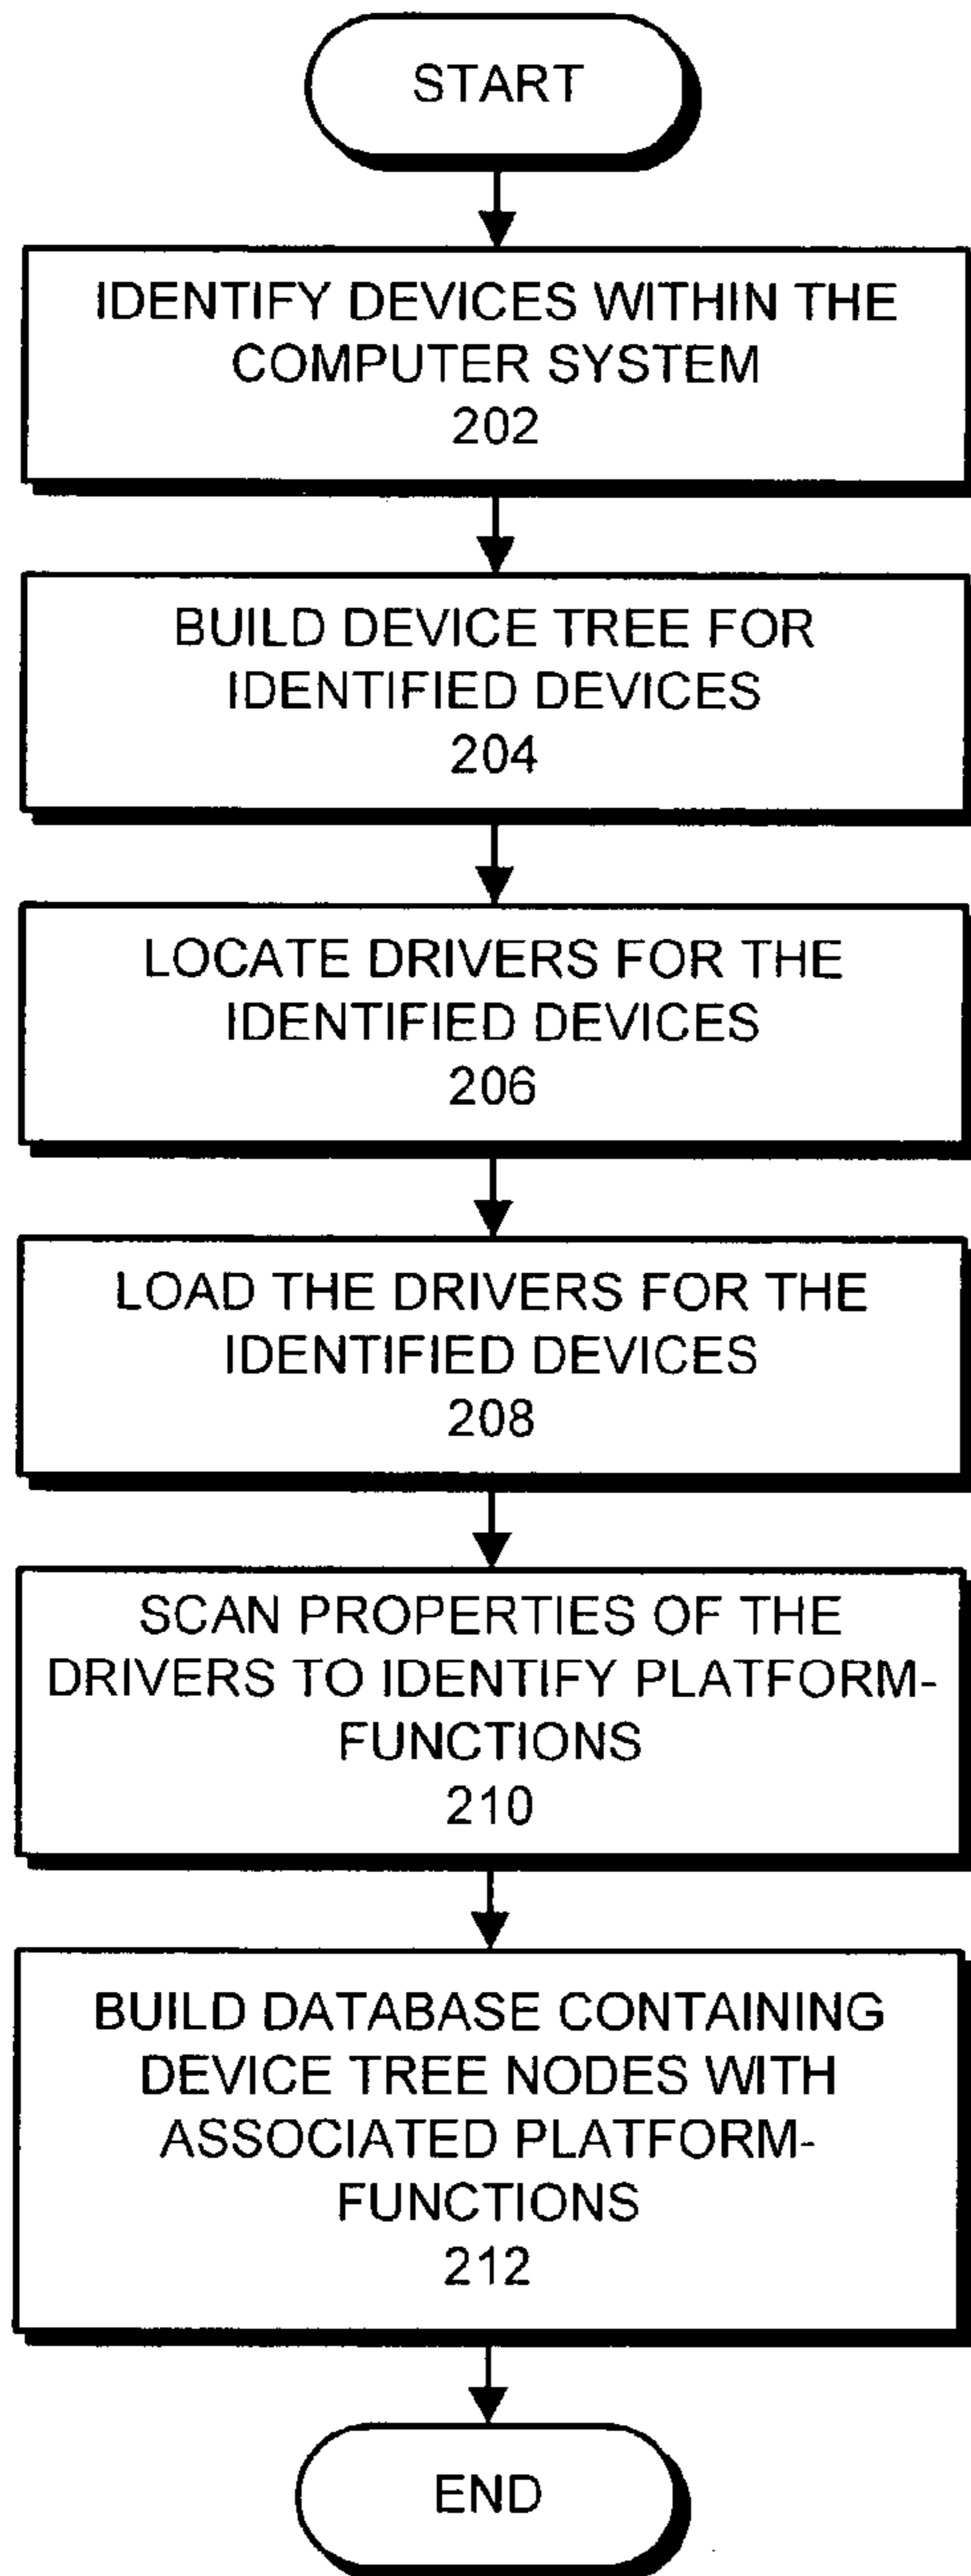 START
IDENTIFY DEVICES WITHIN THE
COMPUTER SYSTEM
202
BUILD DEVICE TREE FOR
IDENTIFIED DEVICES
204
LOCATE DRIVERS FOR THE
IDENTIFIED DEVICES
206
LOAD THE DRIVERS FOR THE
IDENTIFIED DEVICES
208
SCAN PROPERTIES OF THE
DRIVERS TO IDENTIFY PLATFORM-
FUNCTIONS
210
BUILD DATABASE CONTAINING
DEVICE TREE NODES WITH
ASSOCIATED PLATFORM-
FUNCTIONS
212
END